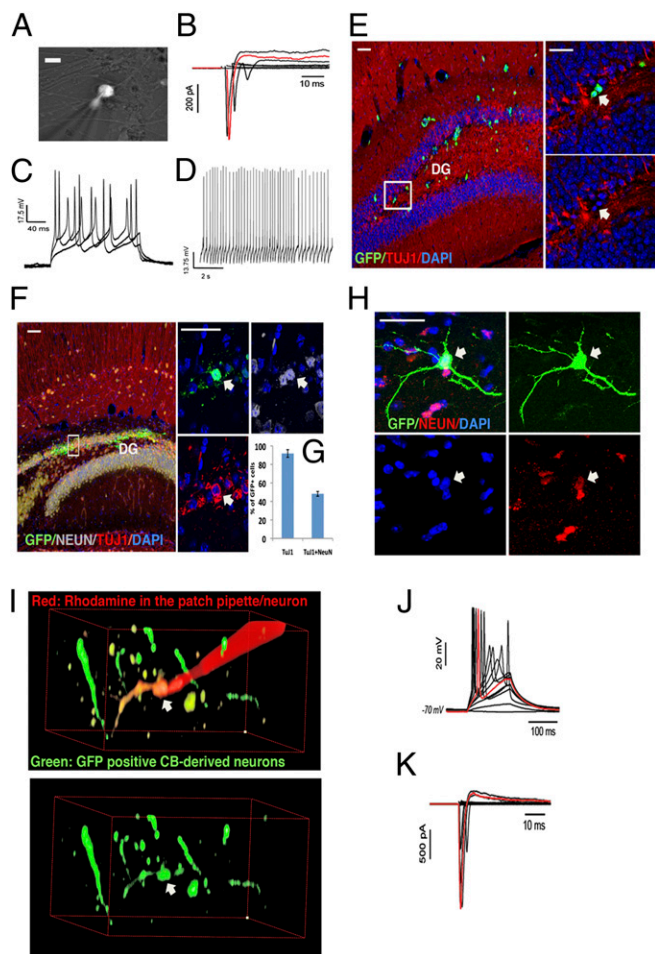 A
B
200 pA
10 ms
C
17.5 mV
40 ms
D
13.75 mV
2 s
E
DG
GFP/TUJ1/DAPI
F
DG
GFP/NEUN/TUJ1/DAPI
G
% of GFP+ cells
100
80
60
40
20
0
TuJ1
TuJ1+NeuN
H
GFP/NEUN/DAPI
I
Red: Rhodamine in the patch pipette/neuron
Green: GFP positive CB-derived neurons
J
20 mV
-70 mV
100 ms
K
500 pA
10 ms